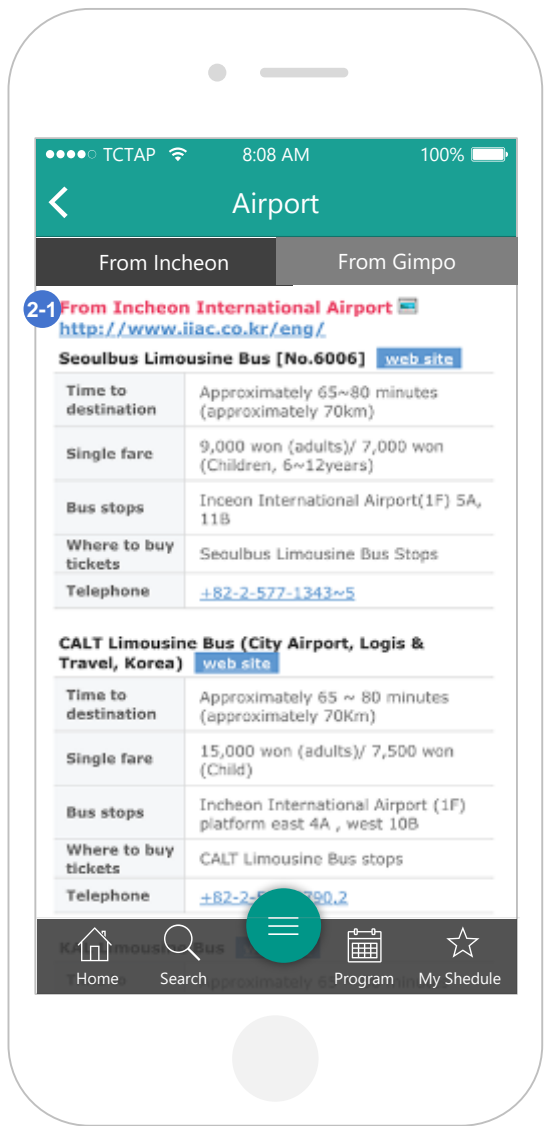 TCTAP 8:08 AM 100%
Airport
From Incheon From Gimpo
2-1 From Incheon International Airport
http://www.iiac.co.kr/eng/
Seoulbus Limousine Bus [No.6006] web site
Time to destination
Approximately 65~80 minutes
(approximately 70km)
Single fare
9,000 won (adults)/ 7,000 won
(Children, 6~12years)
Bus stops
Inceon International Airport(1F) 5A,
11B
Where to buy
tickets
Seoulbus Limousine Bus Stops
Telephone
+82-2-577-1343~5
CALT Limousine Bus (City Airport, Logis &
Travel, Korea) web site
Time to
destination
Approximately 65 ~ 80 minutes
(approximately 70Km)
Single fare
15,000 won (adults)/ 7,500 won
(Child)
Bus stops
Incheon International Airport (1F)
platform east 4A , west 10B
Where to buy
tickets
CALT Limousine Bus stops
Telephone
+82-2- 790.2
Home Search Program My Shedule